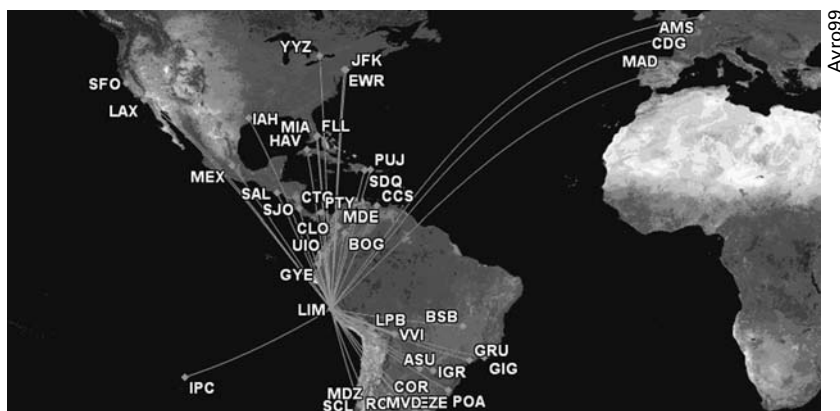 Avro99
YYZ
JFK
EWR
SFO
LAX
IAH
MIA
FLL
HAV
PUJ
MEX
SAL
SJO
CTG
PTY
SDQ
CCS
MDE
CLO
UIO
BOG
GYE
LIM
AMS
CDG
MAD
LPB
BSB
VVI
ASU
IGR
GRU
GIG
IPC
MDZ
SCL
COR
MVD
POA